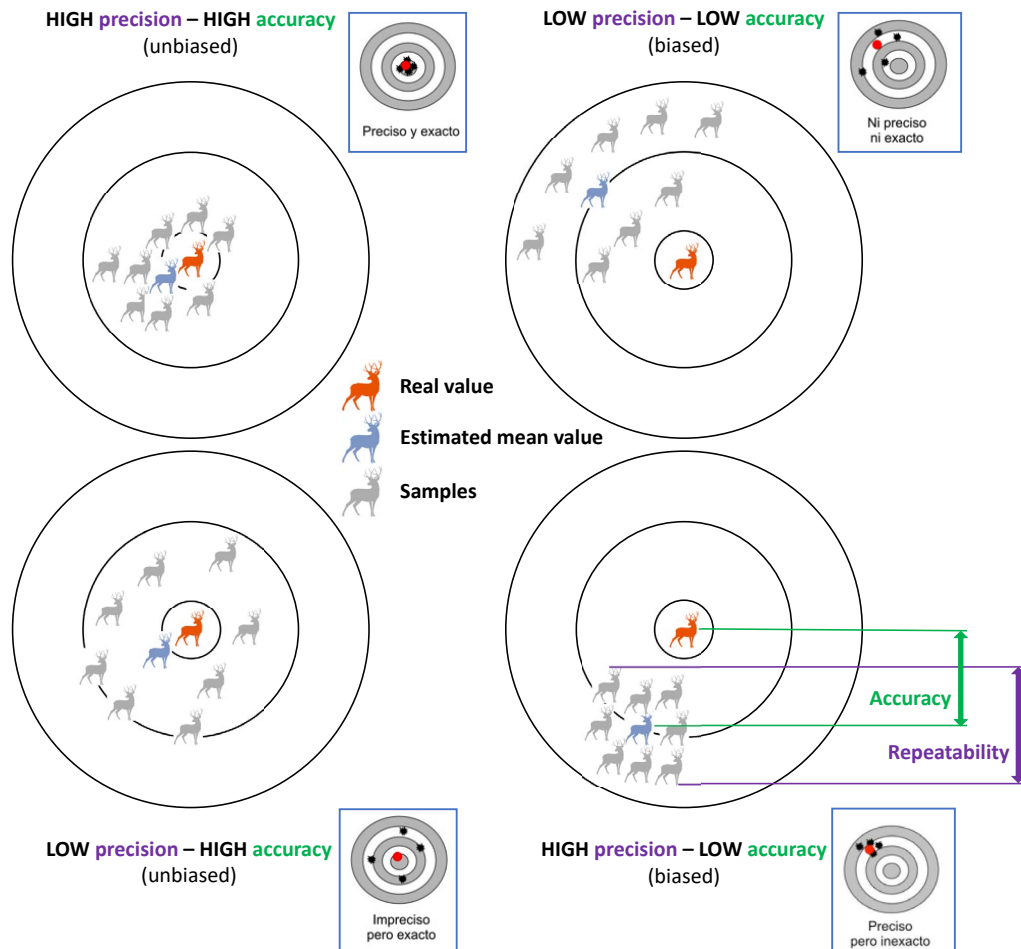 HIGH precision – HIGH accuracy
(unbiased)
Preciso y exacto
LOW precision – LOW accuracy
(biased)
Ni preciso
ni exacto
Real value
Estimated mean value
Samples
Accuracy
Repeatability
LOW precision – HIGH accuracy
(unbiased)
Impreciso
pero exacto
HIGH precision – LOW accuracy
(biased)
Preciso
pero inexacto